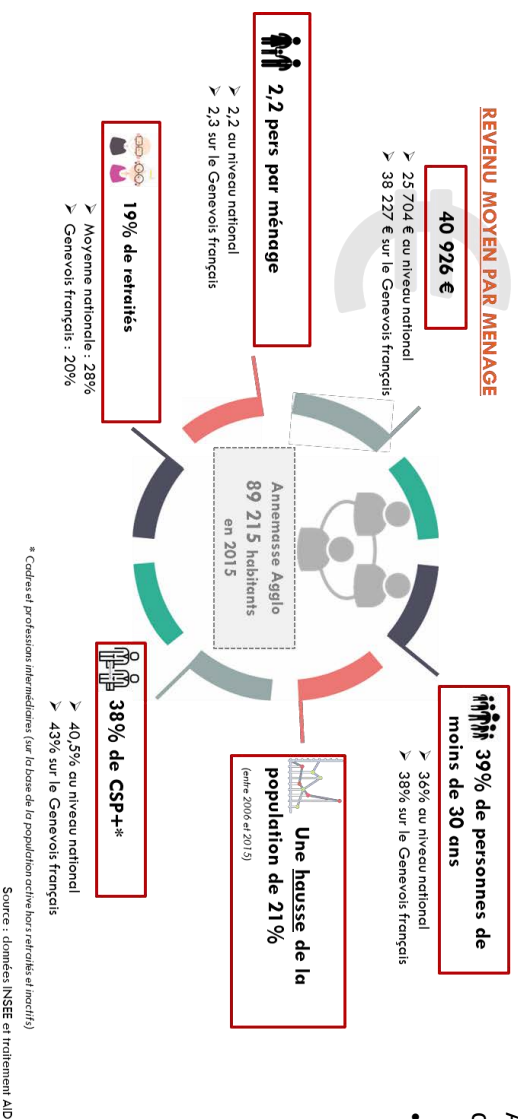 REVENU MOYEN PAR MENAGE
40 926 €
25 704 € au niveau national
38 227 € sur le Genevois français
39% de personnes de
moins de 30 ans
36% au niveau national
38% sur le Genevois français
2,2 pers par ménage
2,2 au niveau national
2,3 sur le Genevois français
Annemasse Agglo
89 215 habitants
en 2015
Une hausse de la
population de 21%
(entre 2006 et 2015)
19% de retraités
Moyenne nationale : 28%
Genevois français : 20%
38% de CSP+*
40,5% au niveau national
43% sur le Genevois français
* Cadres et professions intermédiaires (sur la base de la population active hors retraités et inactifs)
Source : données INSEE et traitement AID